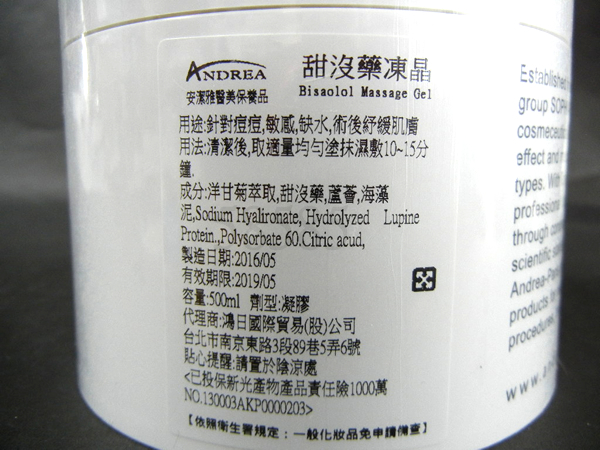 ANDREA
安潔雅醫美保養品
甜沒藥凍晶
Bisaolol Massage Gel
用途:針對痘痘,敏感,缺水,術後紓緩肌膚
用法:清潔後,取適量均勻塗抹濕敷10~15分
鐘.
成分:洋甘菊萃取,甜沒藥,蘆薈,海藻
泥,Sodium Hyalironate, Hydrolyzed Lupine
Protein.,Polysorbate 60.Citric acud,
製造日期:2016/05
有效期限:2019/05
容量:500ml 劑型:凝膠
代理商:鴻日國際貿易(股)公司
台北市南京東路3段89巷5弄6號
貼心提醒:請置於陰涼處
<已投保新光產物產品責任險1000萬
NO.130003AKP0000203>
【依照衛生署規定：一般化妝品免申請備查】
Established
group SOP
cosmeceutic
effect and m
types. With
professional
through con
scientific s
Andrea-Pa
products fo
procedures
www.a